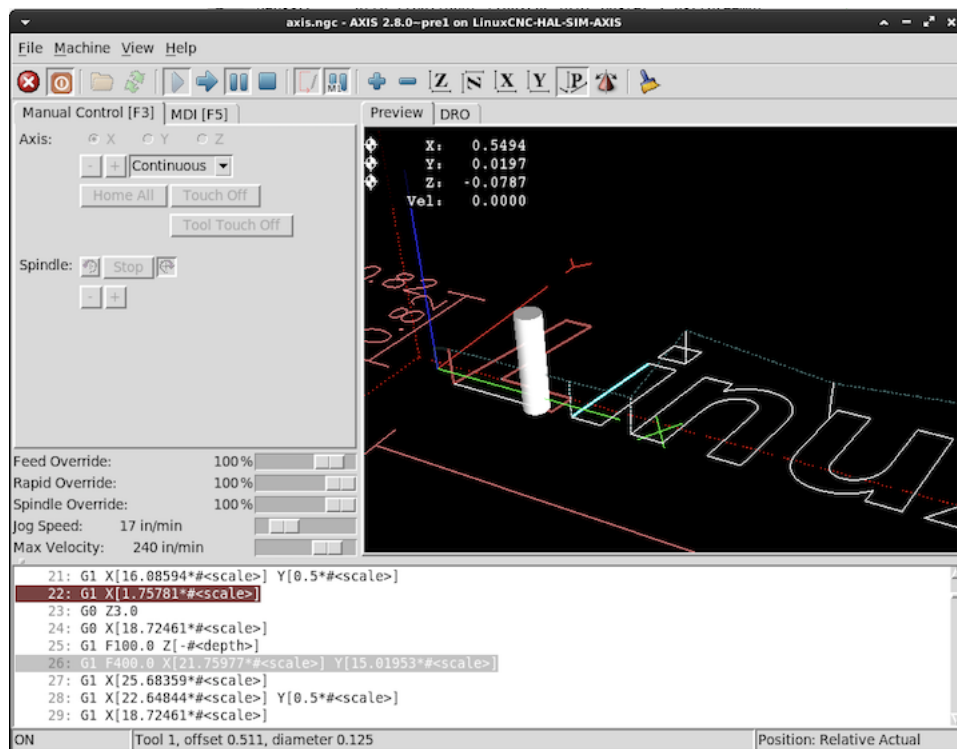 axis.ngc - AXIS 2.8.0~pre1 on LinuxCNC-HAL-SIM-AXIS
File Machine View Help
Z N X Y P
Manual Control [F3] MDI [F5]
Preview DRO
Axis: X Y Z
- + Continuous
Home All Touch Off
Tool Touch Off
Spindle: Stop
- +
X: 0.5494
Y: 0.0197
Z: -0.0787
Vel: 0.0000
Y
X
Linu
Feed Override: 100%
Rapid Override: 100%
Spindle Override: 100%
Jog Speed: 17 in/min
Max Velocity: 240 in/min
21: G1 X[16.08594*#<scale>] Y[0.5*#<scale>]
22: G1 X[1.75781*#<scale>]
23: G0 Z3.0
24: G0 X[18.72461*#<scale>]
25: G1 F100.0 Z[-#<depth>]
26: G1 F400.0 X[21.75977*#<scale>] Y[15.01953*#<scale>]
27: G1 X[25.68359*#<scale>]
28: G1 X[22.64844*#<scale>] Y[0.5*#<scale>]
29: G1 X[18.72461*#<scale>]
ON Tool 1, offset 0.511, diameter 0.125 Position: Relative Actual